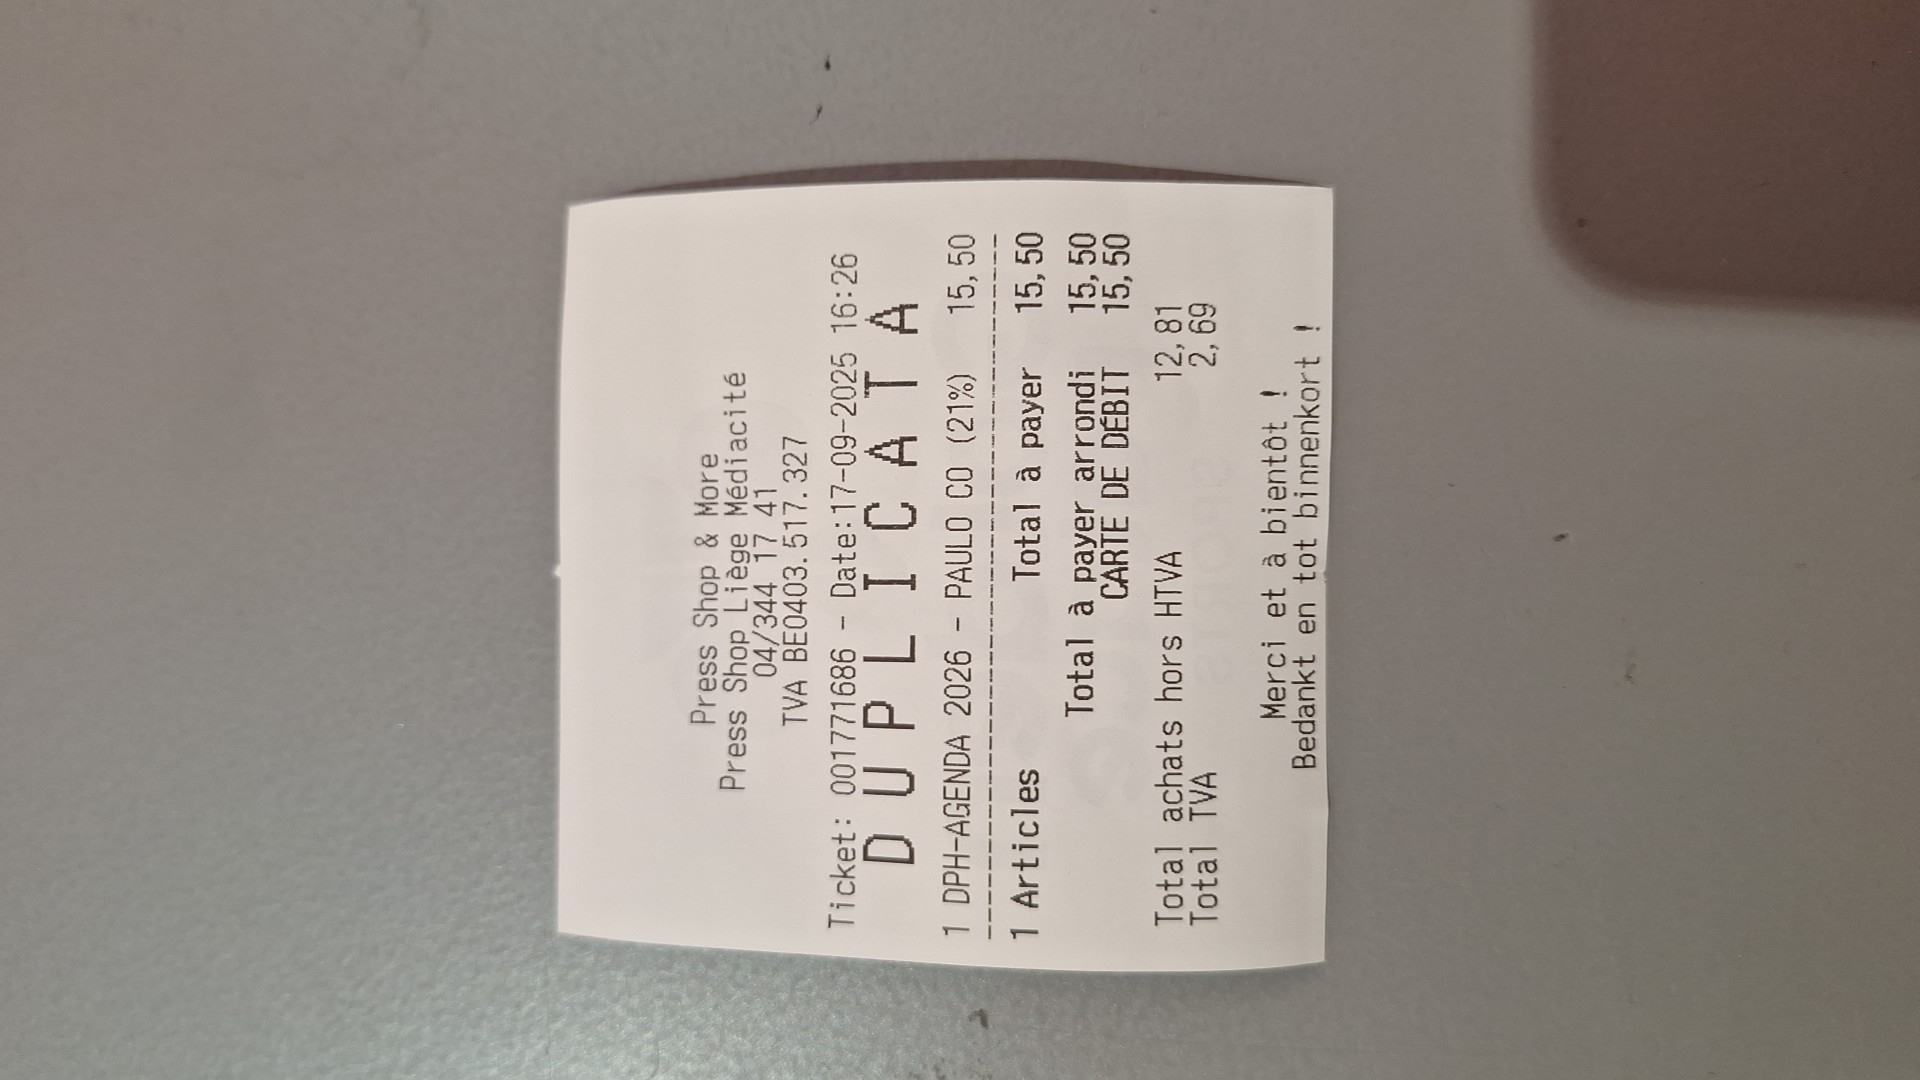 Press Shop & More
Press Shop Liège Médiacité
04/344 17 41
TVA BE0403.517.327
Ticket: 001771686 - Date:17-09-2025 16:26
D U P L I C A T A
1 DPH-AGENDA 2026 - PAULO CO (21%) 15,50
1 Articles Total à payer 15,50
Total à payer arrondi 15,50
CARTE DE DÉBIT 15,50
Total achats hors HTVA 12,81
Total TVA 2,69
Merci et à bientôt !
Bedankt en tot binnenkort !